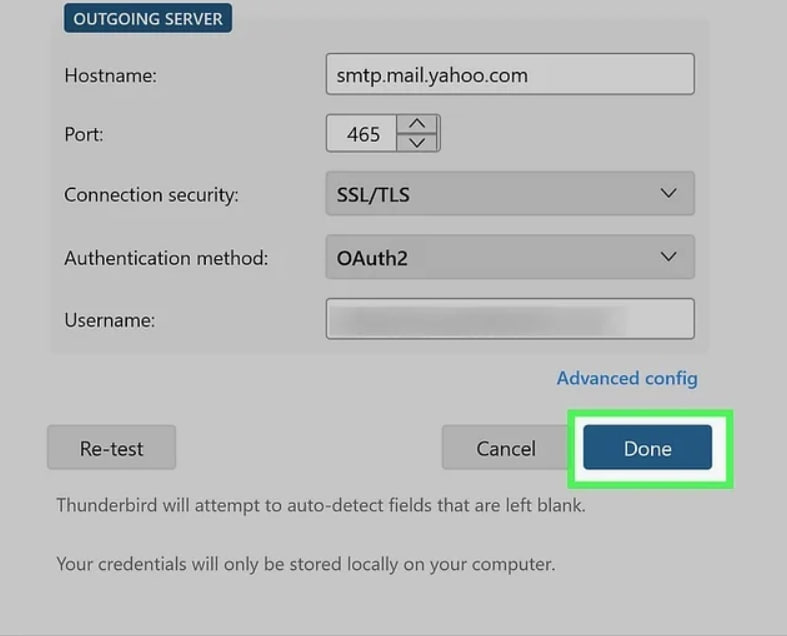 OUTGOING SERVER
Hostname: smtp.mail.yahoo.com
Port: 465
Connection security: SSL/TLS
Authentication method: OAuth2
Username:
Advanced config
Re-test Cancel Done
Thunderbird will attempt to auto-detect fields that are left blank.
Your credentials will only be stored locally on your computer.